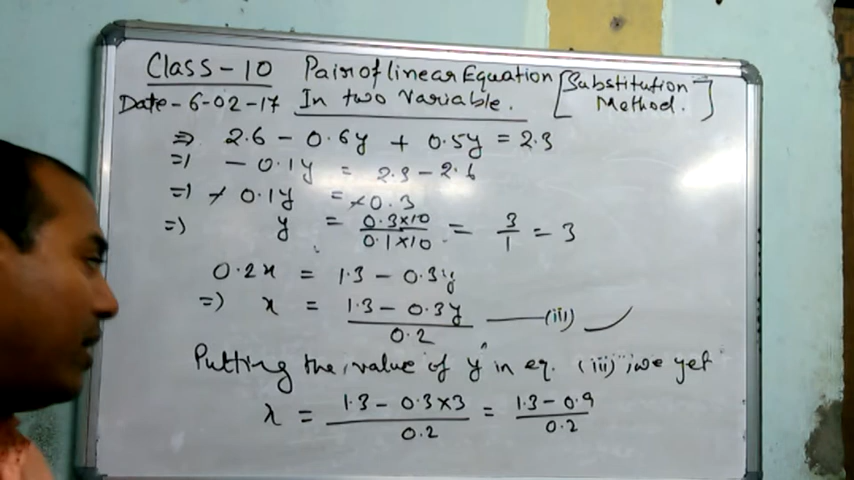 Class-10 Pair of linear Equation [Substitution
Date-6-02-17 In two Variable. Method.]
⇒ 2.6 - 0.6y + 0.5y = 2.3
⇒ - 0.1y = 2.3 - 2.6
⇒ - 0.1y = - 0.3
⇒ y = 0.3×10/0.1×10 = 3/1 = 3
0.2x = 1.3 - 0.3y
⇒ x = 1.3 - 0.3y/0.2 —(iii)
Putting the value of y in eq. (iii), we get
x = 1.3 - 0.3×3/0.2 = 1.3 - 0.9/0.2